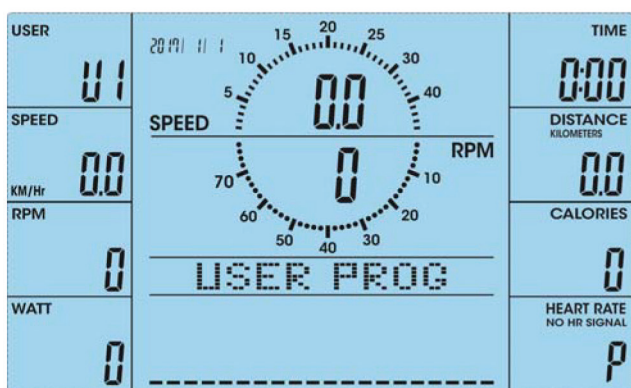 USER
U1
SPEED
KM/Hr 0.0
RPM
0
WATT
0
2017/ 1/ 1
5 10 15 20 25 30 40
0.0
SPEED
RPM
0
70 60 50 40 30 20 10
USER PROG
TIME
0:00
DISTANCE
KILOMETERS
0.0
CALORIES
0
HEART RATE
NO HR SIGNAL
P